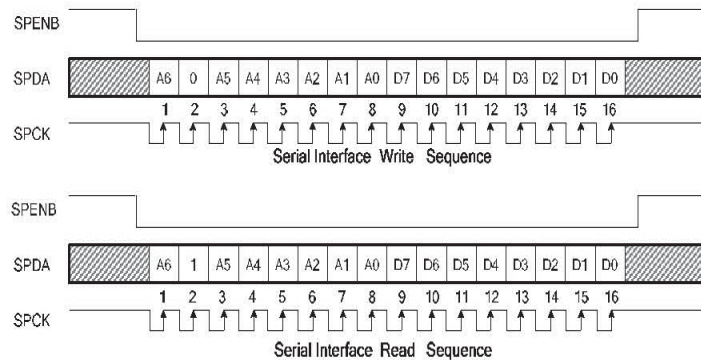 SPENB
SPDA A6 0 A5 A4 A3 A2 A1 A0 D7 D6 D5 D4 D3 D2 D1 D0
1 2 3 4 5 6 7 8 9 10 11 12 13 14 15 16
SPCK
Serial Interface Write Sequence
SPENB
SPDA A6 1 A5 A4 A3 A2 A1 A0 D7 D6 D5 D4 D3 D2 D1 D0
1 2 3 4 5 6 7 8 9 10 11 12 13 14 15 16
SPCK
Serial Interface Read Sequence